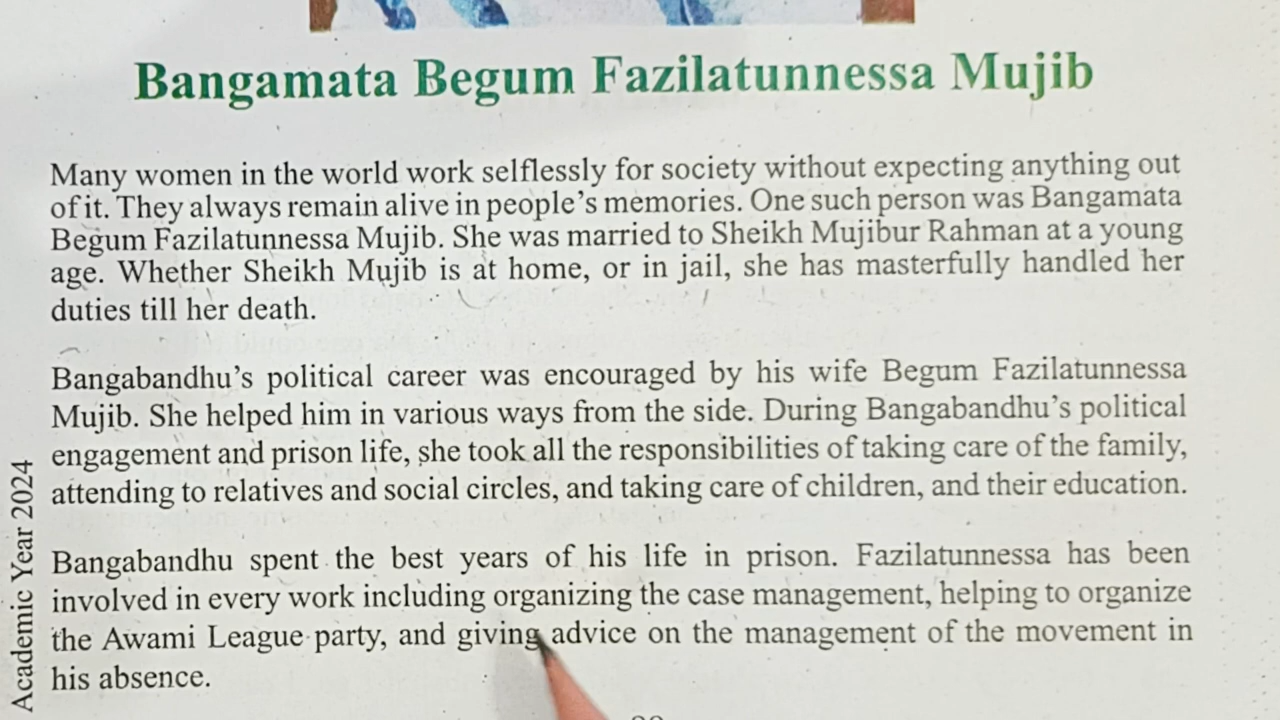 Bangamata Begum Fazilatunnessa Mujib
Many women in the world work selflessly for society without expecting anything out
of it. They always remain alive in people's memories. One such person was Bangamata
Begum Fazilatunnessa Mujib. She was married to Sheikh Mujibur Rahman at a young
age. Whether Sheikh Mujib is at home, or in jail, she has masterfully handled her
duties till her death.
Bangabandhu's political career was encouraged by his wife Begum Fazilatunnessa
Mujib. She helped him in various ways from the side. During Bangabandhu's political
engagement and prison life, she took all the responsibilities of taking care of the family,
attending to relatives and social circles, and taking care of children, and their education.
Bangabandhu spent the best years of his life in prison. Fazilatunnessa has been
involved in every work including organizing the case management, helping to organize
the Awami League party, and giving advice on the management of the movement in
his absence.
Academic Year 2024